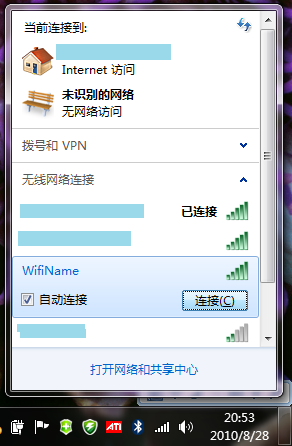 当前连接到:
Internet 访问
未识别的网络
无网络访问
拨号和 VPN
无线网络连接
已连接
WifiName
自动连接
连接(C)
打开网络和共享中心
ATI
20:53
2010/8/28